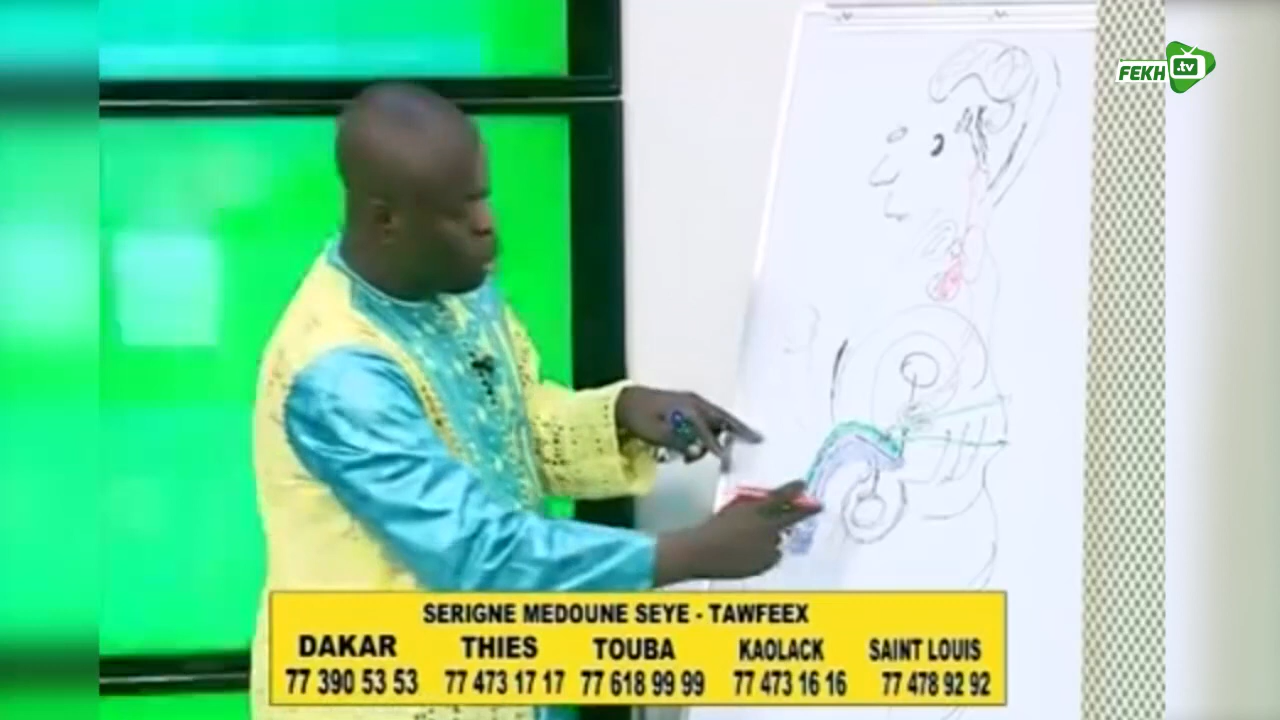 FEKH .tv
SERIGNE MEDOUNE SEYE - TAWFEEX
DAKAR THIES TOUBA KAOLACK SAINT LOUIS
77 390 53 53 77 473 17 17 77 618 99 99 77 473 16 16 77 478 92 92